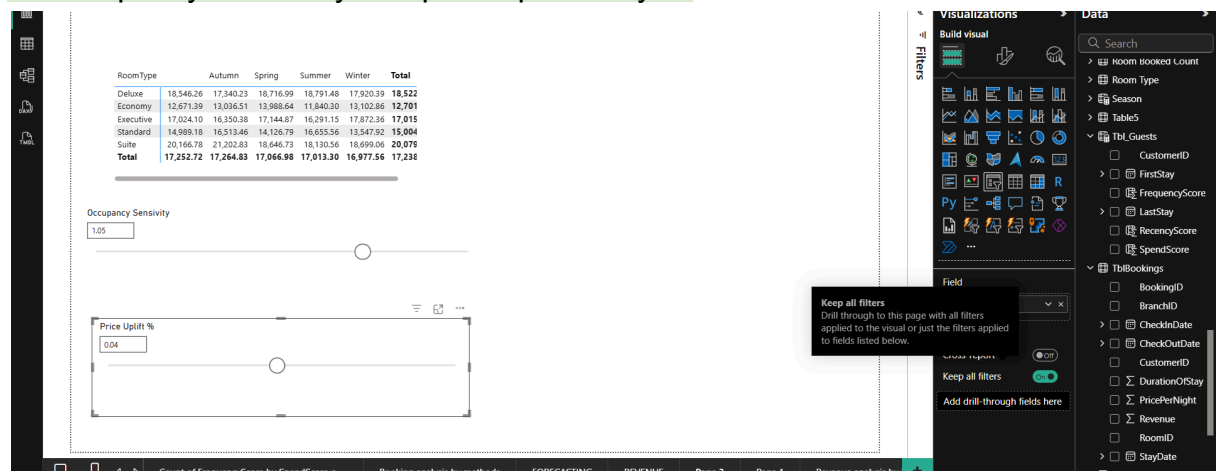 Visualizations
Data
Build visual
Search
Filters
Room Booked Count
Room Type
Season
Table5
Tbl_Guests
CustomerID
FirstStay
FrequencyScore
LastStay
RecencyScore
SpendScore
TblBookings
BookingID
BranchID
CheckInDate
CheckOutDate
CustomerID
DurationOfStay
PricePerNight
Revenue
RoomID
StayDate
RoomType Autumn Spring Summer Winter Total
Deluxe 18,546.26 17,340.23 18,716.99 18,791.48 17,920.39 18,522
Economy 12,671.39 13,036.51 13,988.64 11,840.30 13,102.86 12,701
Executive 17,024.10 16,350.38 17,144.87 16,291.15 17,872.36 17,015
Standard 14,989.18 16,513.46 14,126.79 16,655.56 13,547.92 15,004
Suite 20,166.78 21,202.83 18,646.73 18,130.56 18,699.06 20,079
Total 17,252.72 17,264.83 17,066.98 17,013.30 16,977.56 17,238
Occupancy Sensivity
1.05
Price Uplift %
0.04
Field
Keep all filters
Drill through to this page with all filters
applied to the visual or just the filters applied
to fields listed below.
Cross-report
Off
Keep all filters
On
Add drill-through fields here
R
Py
DAX
TMDL
FORECASTING
REVENUE